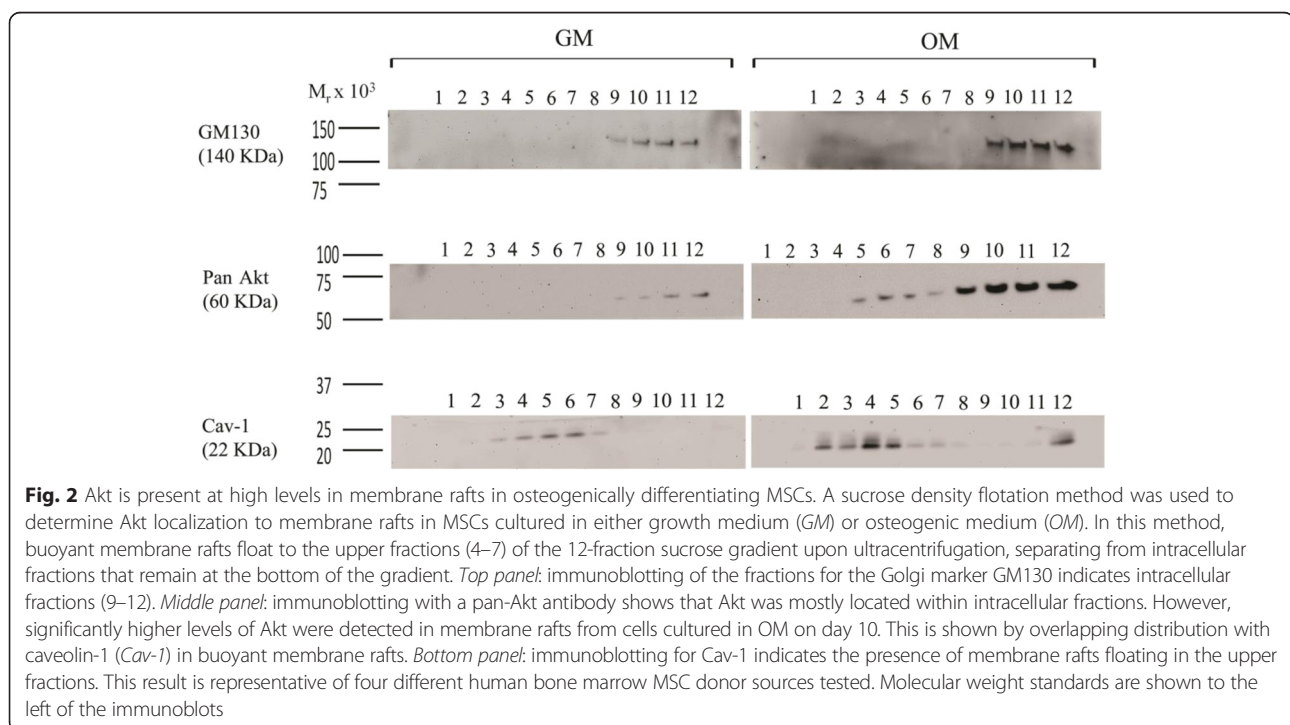 GM OM
Mr x 10³ 1 2 3 4 5 6 7 8 9 10 11 12 1 2 3 4 5 6 7 8 9 10 11 12
GM130 150
(140 KDa) 100
75
100 1 2 3 4 5 6 7 8 9 10 11 12 1 2 3 4 5 6 7 8 9 10 11 12
Pan Akt 75
(60 KDa)
50
37
1 2 3 4 5 6 7 8 9 10 11 12 1 2 3 4 5 6 7 8 9 10 11 12
Cav-1 25
(22 KDa) 20
Fig. 2 Akt is present at high levels in membrane rafts in osteogenically differentiating MSCs. A sucrose density flotation method was used to
determine Akt localization to membrane rafts in MSCs cultured in either growth medium (GM) or osteogenic medium (OM). In this method,
buoyant membrane rafts float to the upper fractions (4–7) of the 12-fraction sucrose gradient upon ultracentrifugation, separating from intracellular
fractions that remain at the bottom of the gradient. Top panel: immunoblotting of the fractions for the Golgi marker GM130 indicates intracellular
fractions (9–12). Middle panel: immunoblotting with a pan-Akt antibody shows that Akt was mostly located within intracellular fractions. However,
significantly higher levels of Akt were detected in membrane rafts from cells cultured in OM on day 10. This is shown by overlapping distribution with
caveolin-1 (Cav-1) in buoyant membrane rafts. Bottom panel: immunoblotting for Cav-1 indicates the presence of membrane rafts floating in the upper
fractions. This result is representative of four different human bone marrow MSC donor sources tested. Molecular weight standards are shown to the
left of the immunoblots